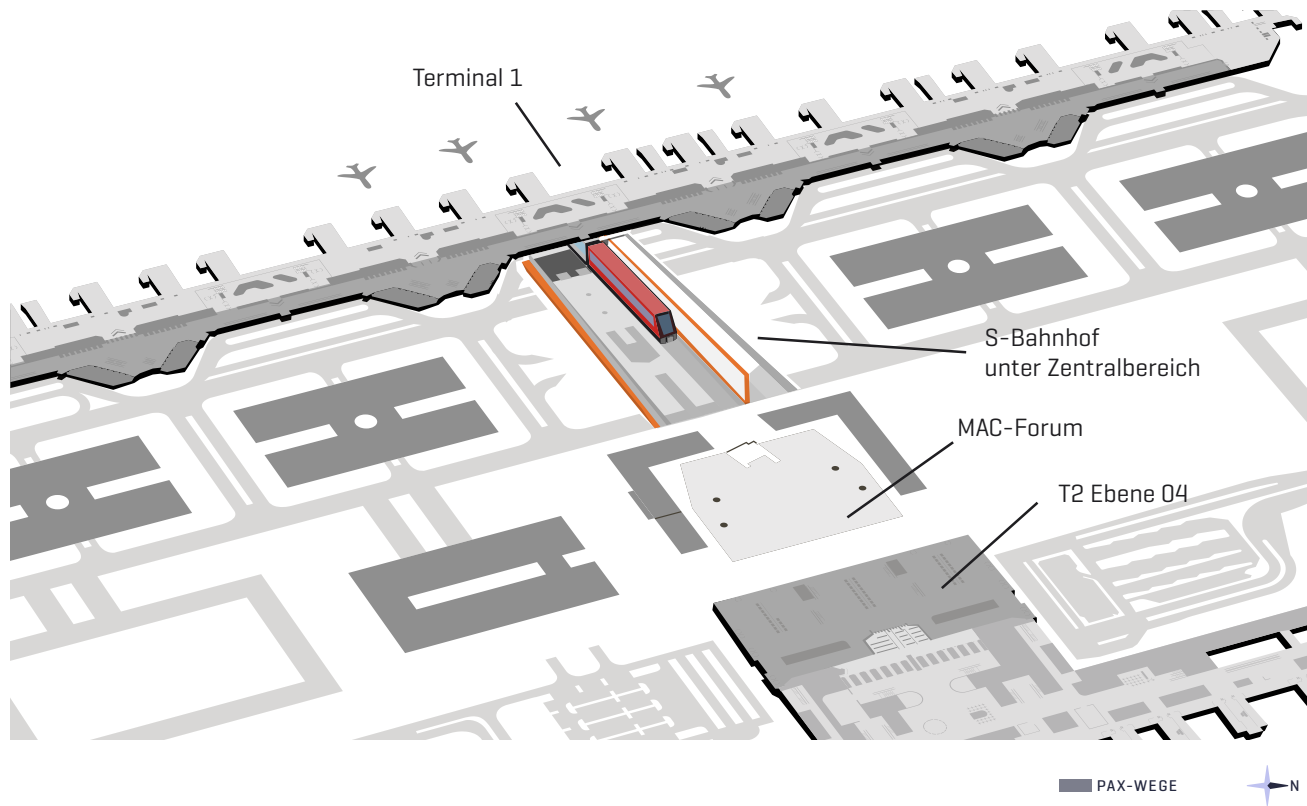 Terminal 1
S-Bahnhof
unter Zentralbereich
MAC-Forum
T2 Ebene 04
PAX-WEGE
N